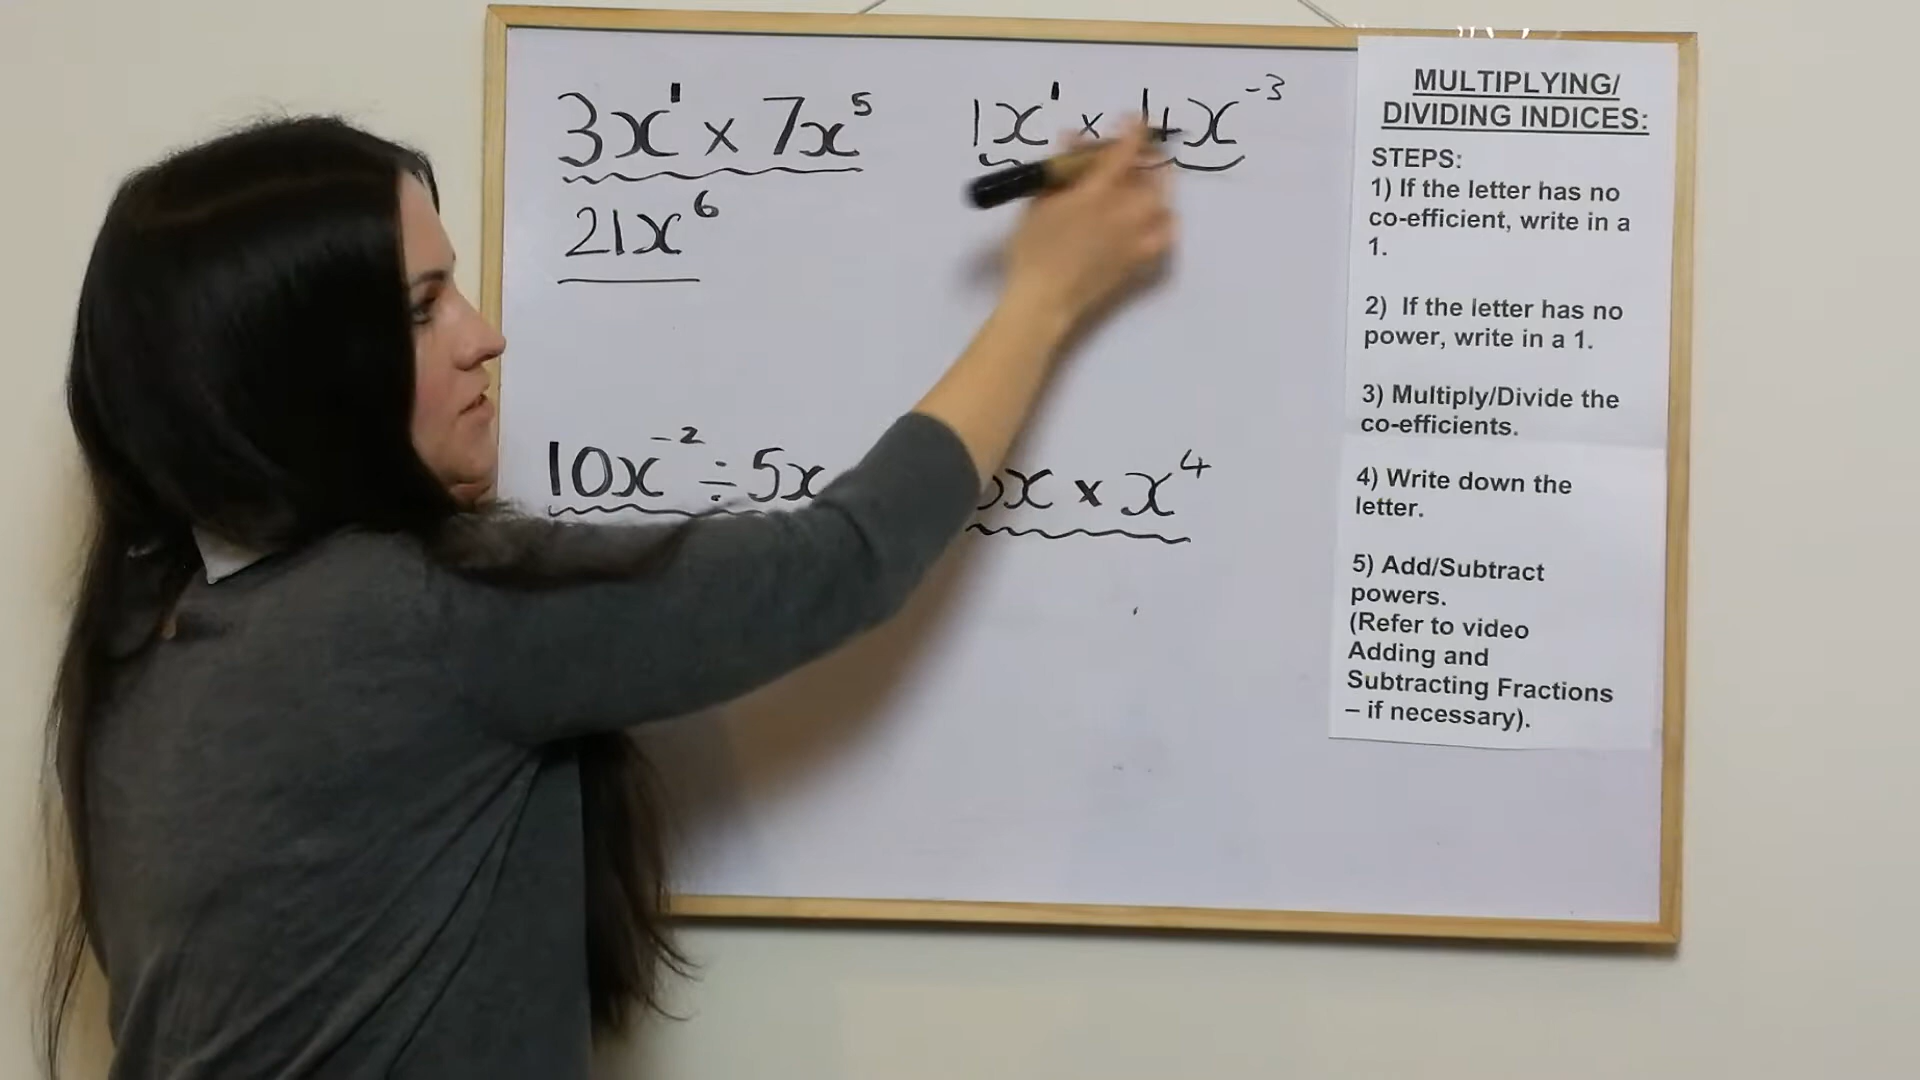 3x¹ × 7x⁵
21x⁶
1x¹ × 4x⁻³
10x⁻² ÷ 5x
x × x⁴
MULTIPLYING/
DIVIDING INDICES:
STEPS:
1) If the letter has no
co-efficient, write in a
1.
2) If the letter has no
power, write in a 1.
3) Multiply/Divide the
co-efficients.
4) Write down the
letter.
5) Add/Subtract
powers.
(Refer to video
Adding and
Subtracting Fractions
– if necessary).